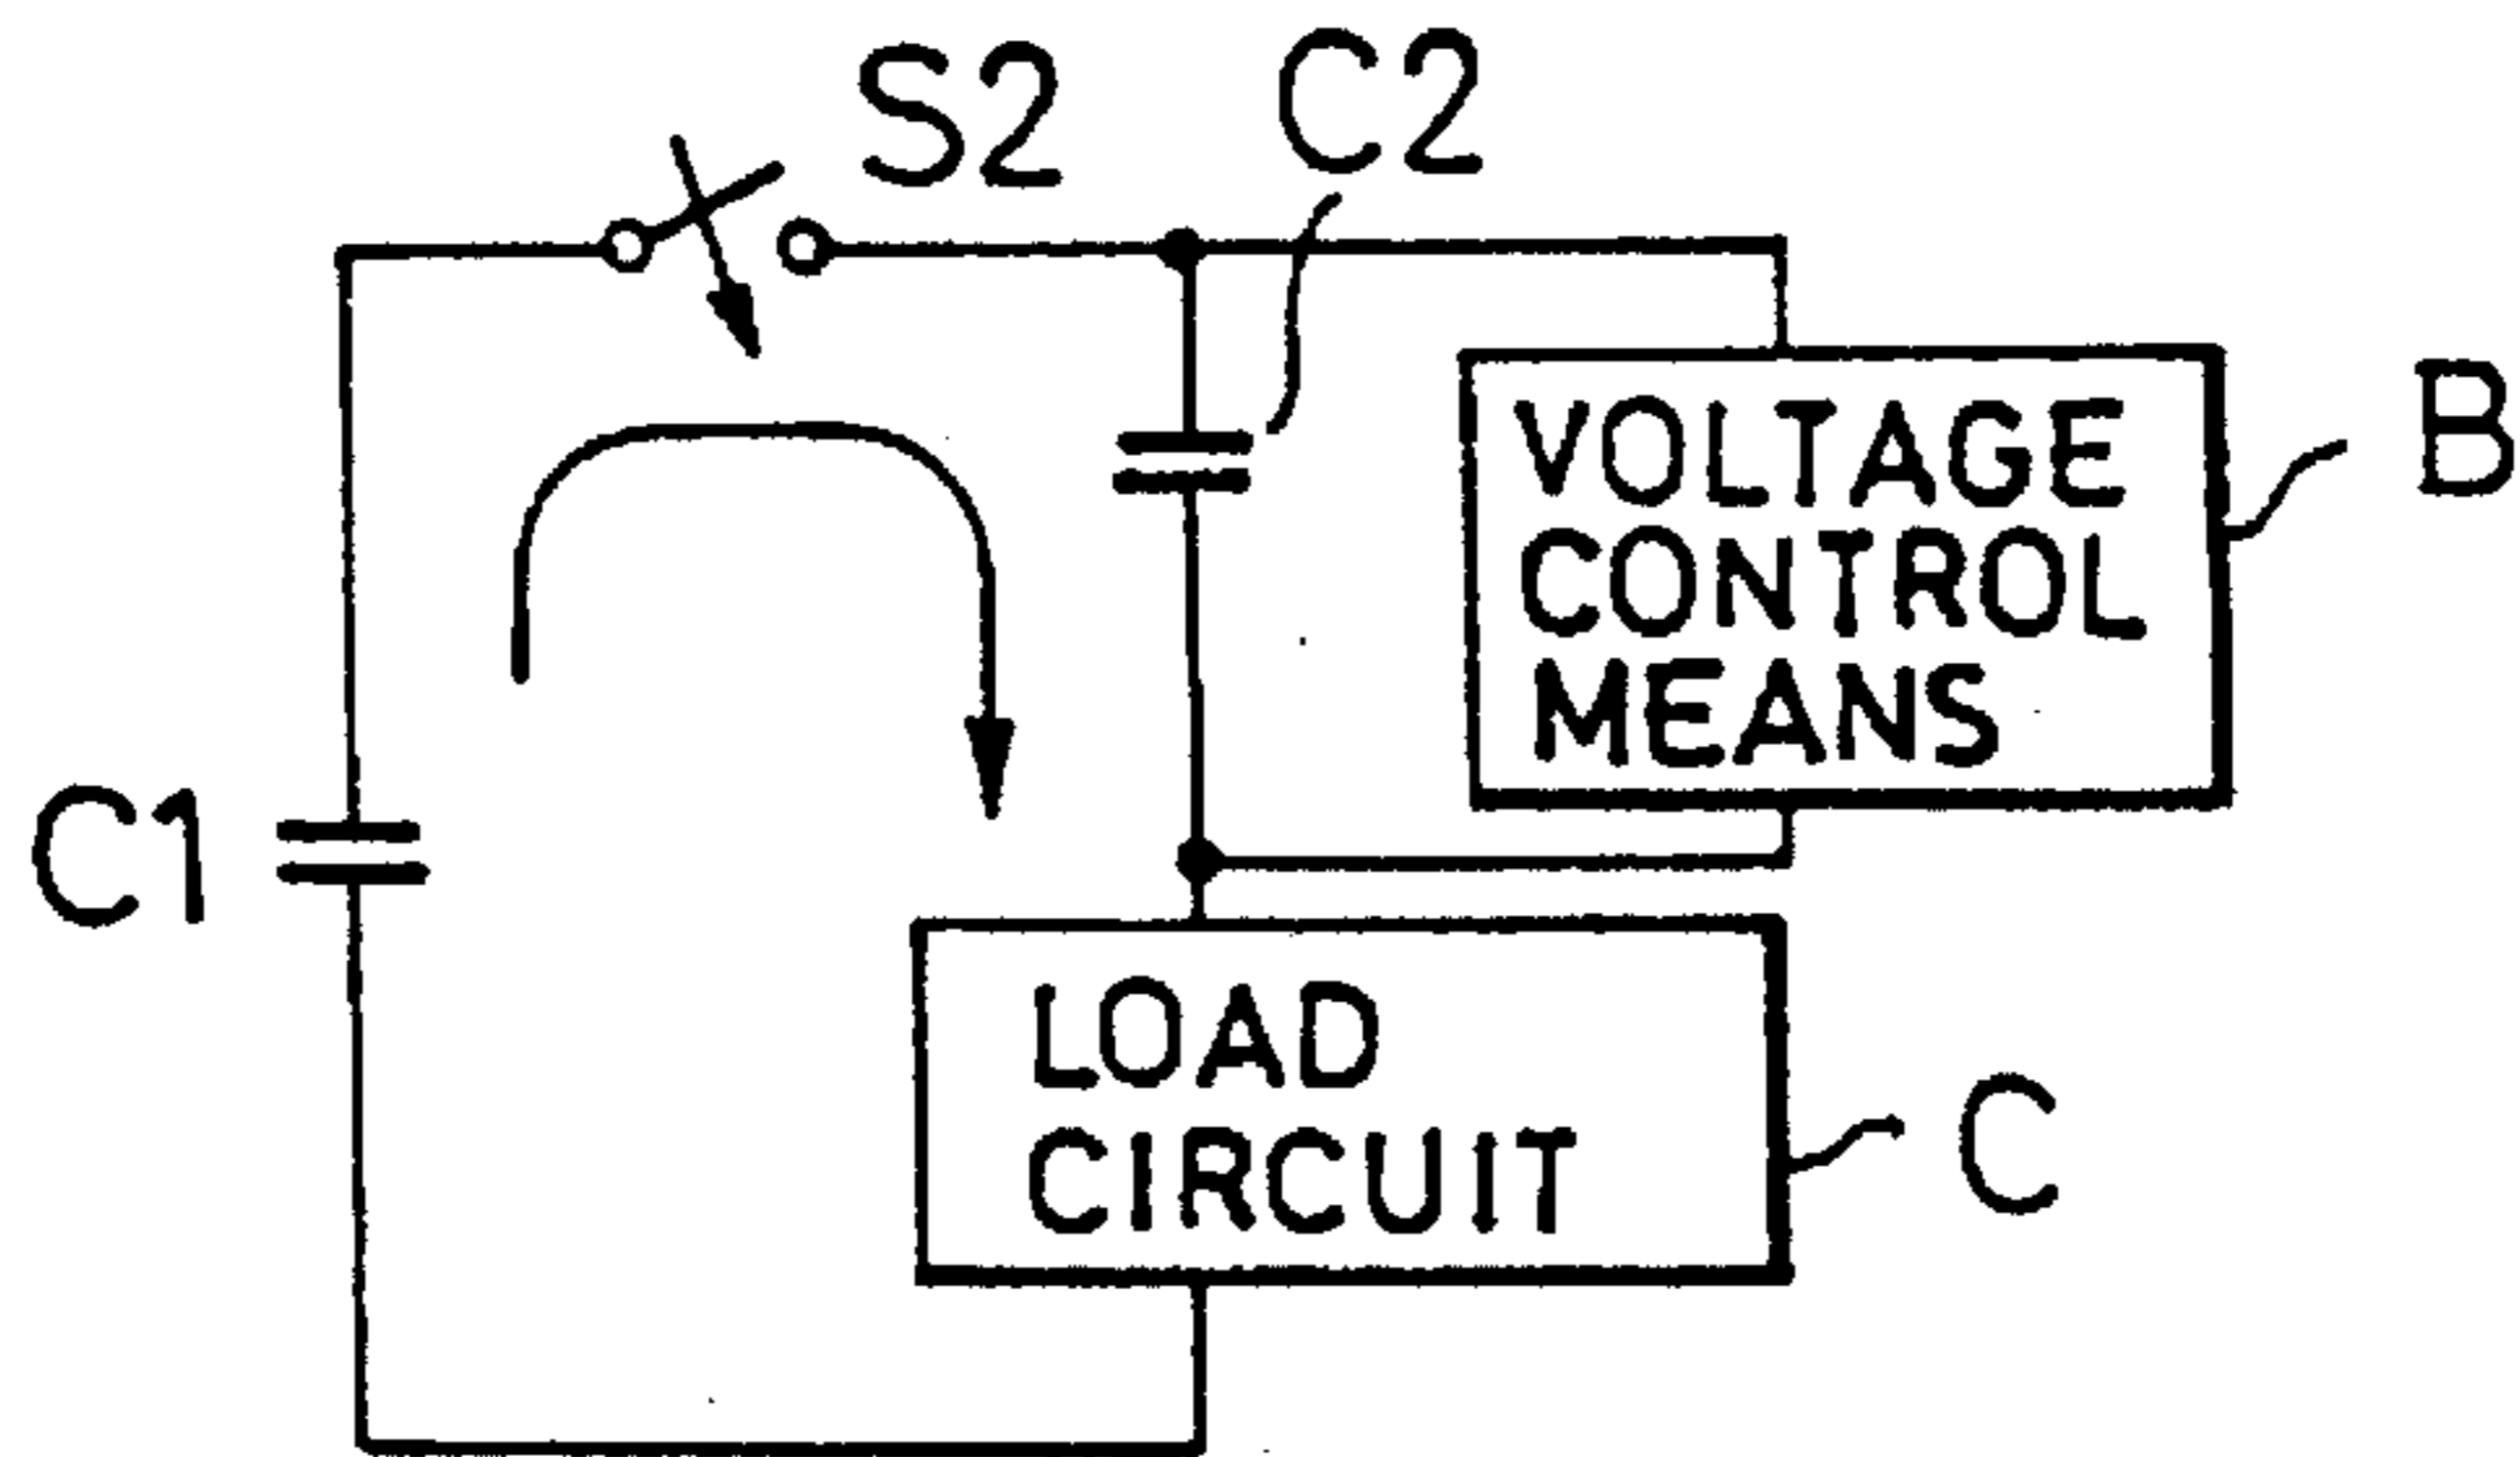 S2
C2
VOLTAGE
CONTROL
MEANS
B
C1
LOAD
CIRCUIT
C